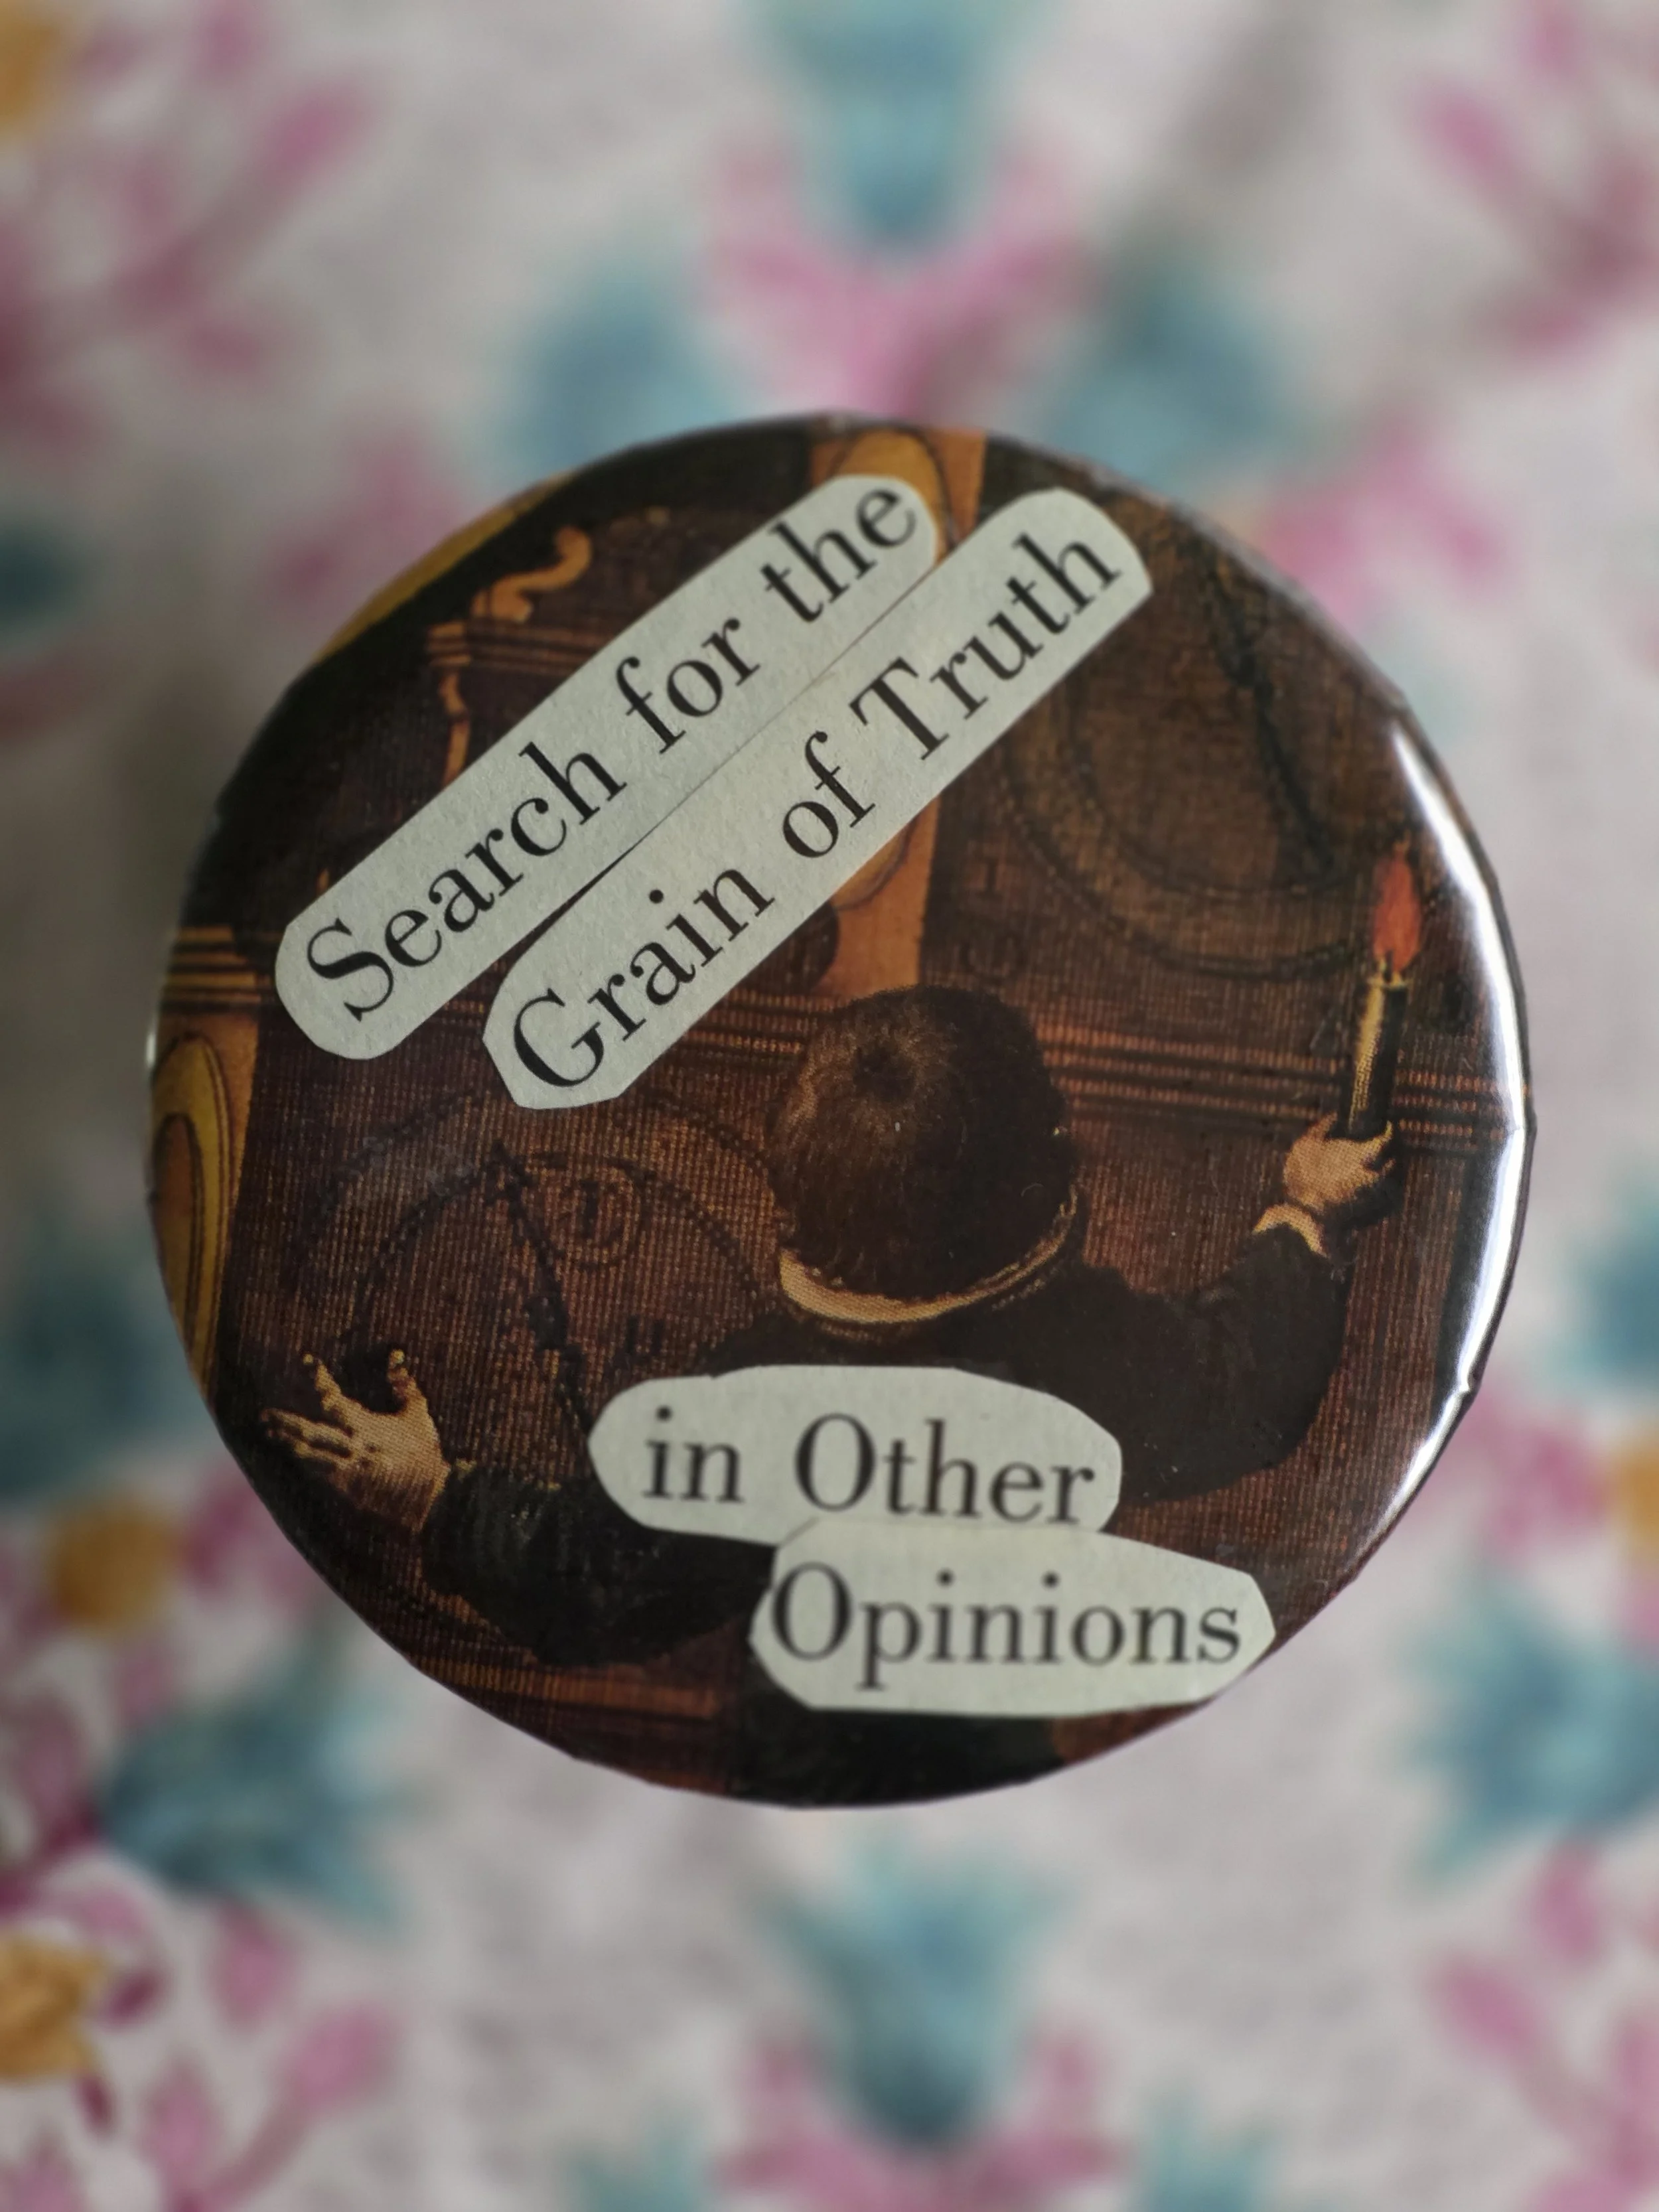 Search for the
Grain of Truth
in Other
Opinions